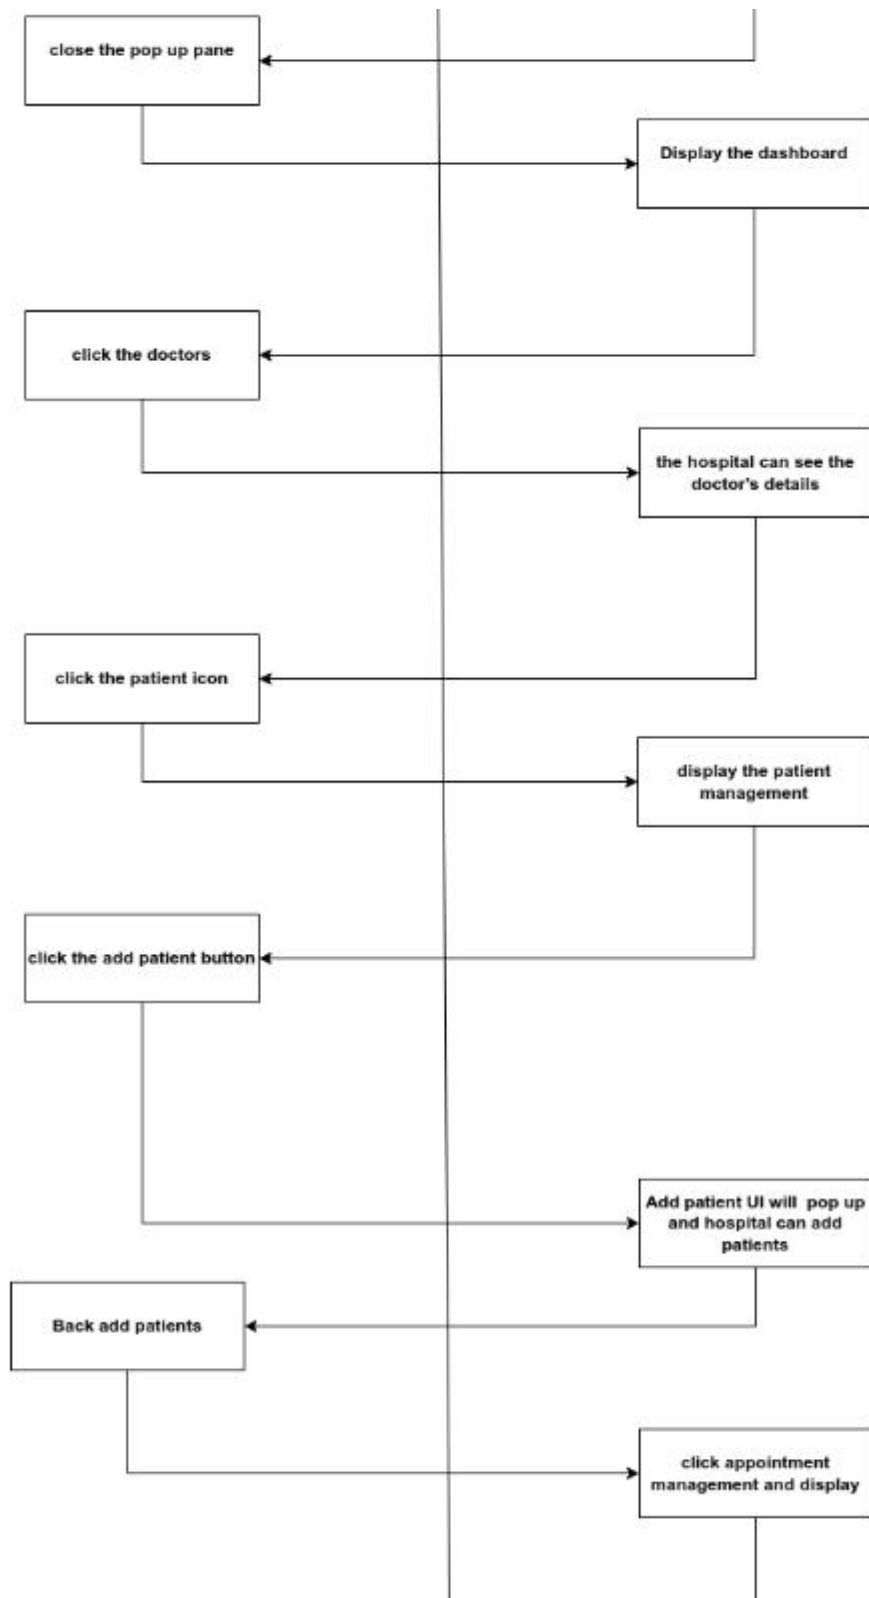 close the pop up pane
Display the dashboard
click the doctors
the hospital can see the
doctor's details
click the patient icon
display the patient
management
click the add patient button
Add patient UI will pop up
and hospital can add
patients
Back add patients
click appointment
management and display